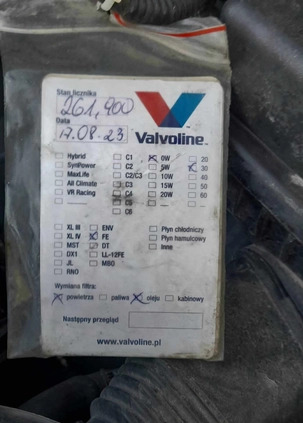 Stan licznika
261,900
Data
17.08.23
Valvoline™
Hybrid C1 0W 20
SynPower C2 5W 30
MaxLife C2/C3 10W 40
All Climate C3 15W 50
VR Racing C4 20W 60
C5
C6
XL III ENV Płyn chłodniczy
XL IV FE Płyn hamulcowy
MST DT Inne
DX1 LL-12FE
JL MBG
RNO
Wymiana filtra:
powietrza paliwa oleju kabinowy
Następny przegląd
www.valvoline.pl